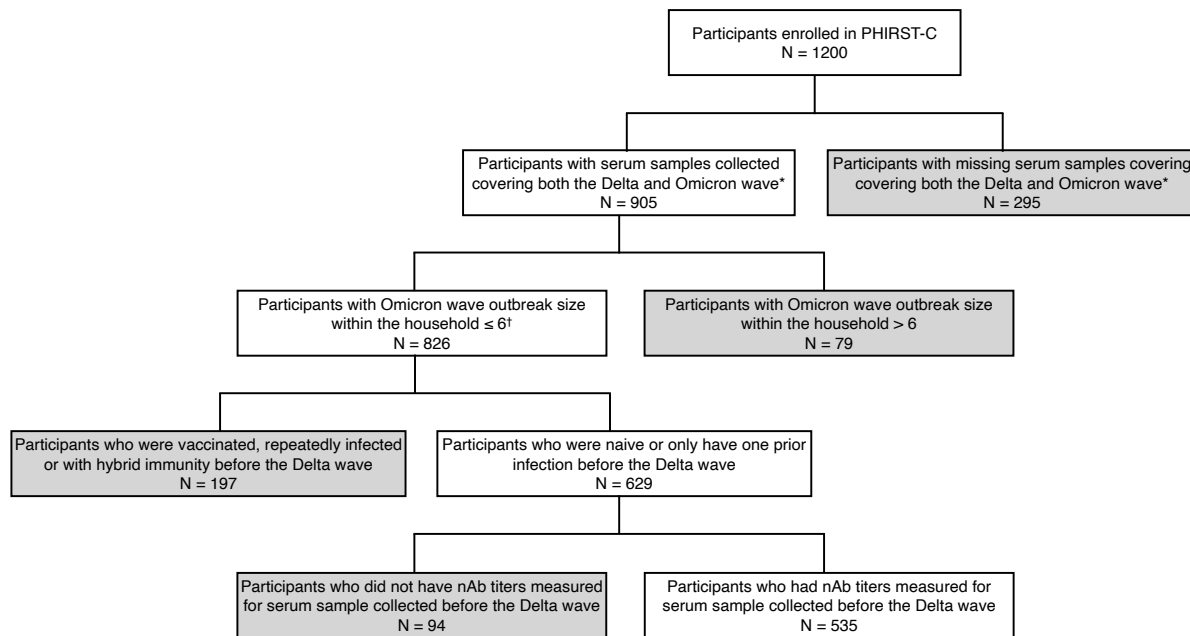 Participants enrolled in PHIRST-C
N = 1200
Participants with serum samples collected
covering both the Delta and Omicron wave*
N = 905
Participants with missing serum samples covering
covering both the Delta and Omicron wave*
N = 295
Participants with Omicron wave outbreak size
within the household ≤ 6†
N = 826
Participants with Omicron wave outbreak size
within the household > 6
N = 79
Participants who were vaccinated, repeatedly infected
or with hybrid immunity before the Delta wave
N = 197
Participants who were naive or only have one prior
infection before the Delta wave
N = 629
Participants who did not have nAb titers measured
for serum sample collected before the Delta wave
N = 94
Participants who had nAb titers measured for
serum sample collected before the Delta wave
N = 535